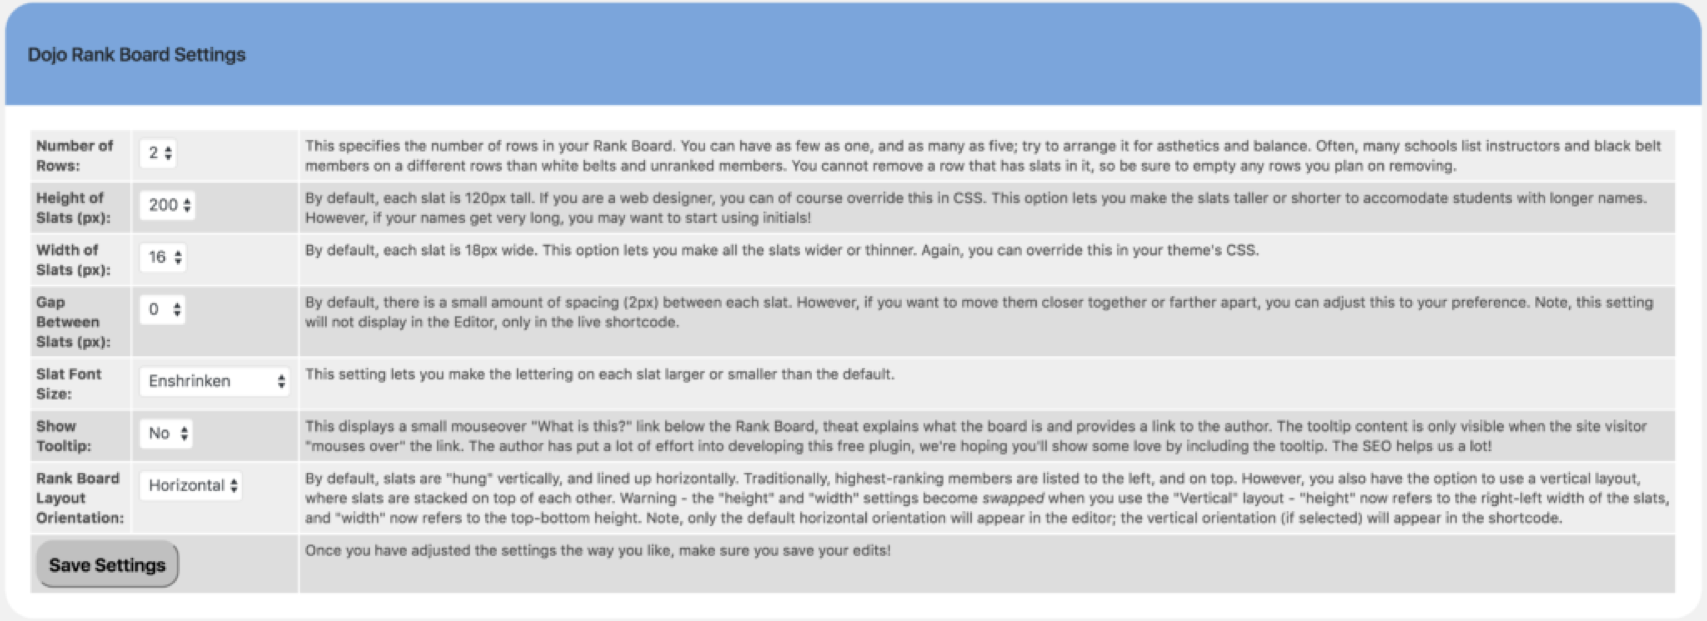 Dojo Rank Board Settings
Number of
Rows:
2
This specifies the number of rows in your Rank Board. You can have as few as one, and as many as five; try to arrange it for asthetics and balance. Often, many schools list instructors and black belt
members on a different rows than white belts and unranked members. You cannot remove a row that has slats in it, so be sure to empty any rows you plan on removing.
Height of
Slats (px):
200
By default, each slat is 120px tall. If you are a web designer, you can of course override this in CSS. This option lets you make the slats taller or shorter to accomodate students with longer names.
However, if your names get very long, you may want to start using initials!
Width of
Slats (px):
16
By default, each slat is 18px wide. This option lets you make all the slats wider or thinner. Again, you can override this in your theme's CSS.
Gap
Between
Slats (px):
0
By default, there is a small amount of spacing (2px) between each slat. However, if you want to move them closer together or farther apart, you can adjust this to your preference. Note, this setting
will not display in the Editor, only in the live shortcode.
Slat Font
Size:
Enshrinken
This setting lets you make the lettering on each slat larger or smaller than the default.
Show
Tooltip:
No
This displays a small mouseover "What is this?" link below the Rank Board, theat explains what the board is and provides a link to the author. The tooltip content is only visible when the site visitor
"mouses over" the link. The author has put a lot of effort into developing this free plugin, we're hoping you'll show some love by including the tooltip. The SEO helps us a lot!
Rank Board
Layout
Orientation:
Horizontal
By default, slats are "hung" vertically, and lined up horizontally. Traditionally, highest-ranking members are listed to the left, and on top. However, you also have the option to use a vertical layout,
where slats are stacked on top of each other. Warning - the "height" and "width" settings become swapped when you use the "Vertical" layout - "height" now refers to the right-left width of the slats,
and "width" now refers to the top-bottom height. Note, only the default horizontal orientation will appear in the editor; the vertical orientation (if selected) will appear in the shortcode.
Save Settings
Once you have adjusted the settings the way you like, make sure you save your edits!